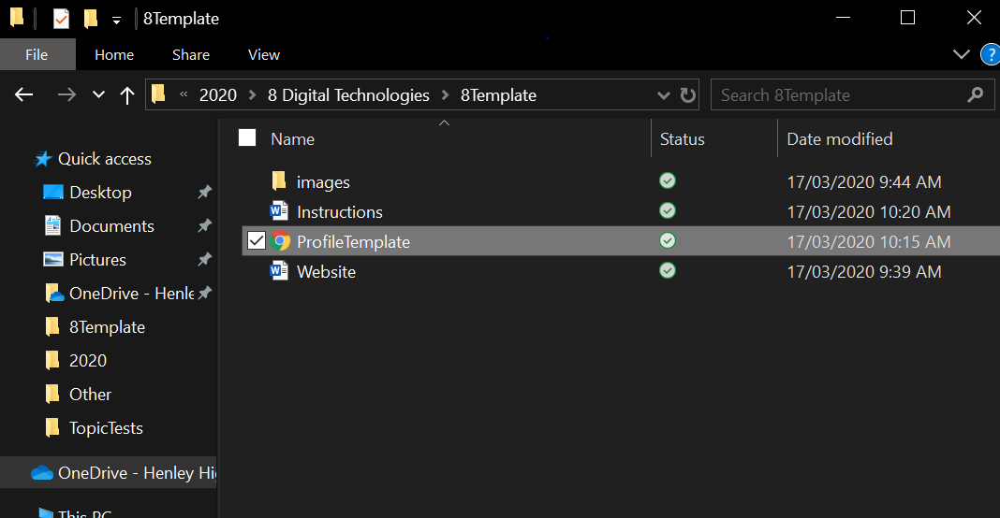 8Template
File Home Share View
?
« 2020 > 8 Digital Technologies > 8Template
Search 8Template
Name Status Date modified
Quick access
Desktop
Documents
Pictures
OneDrive - Henle
8Template
2020
Other
TopicTests
OneDrive - Henley Hi
This PC
images 17/03/2020 9:44 AM
Instructions 17/03/2020 10:20 AM
ProfileTemplate 17/03/2020 10:15 AM
Website 17/03/2020 9:39 AM